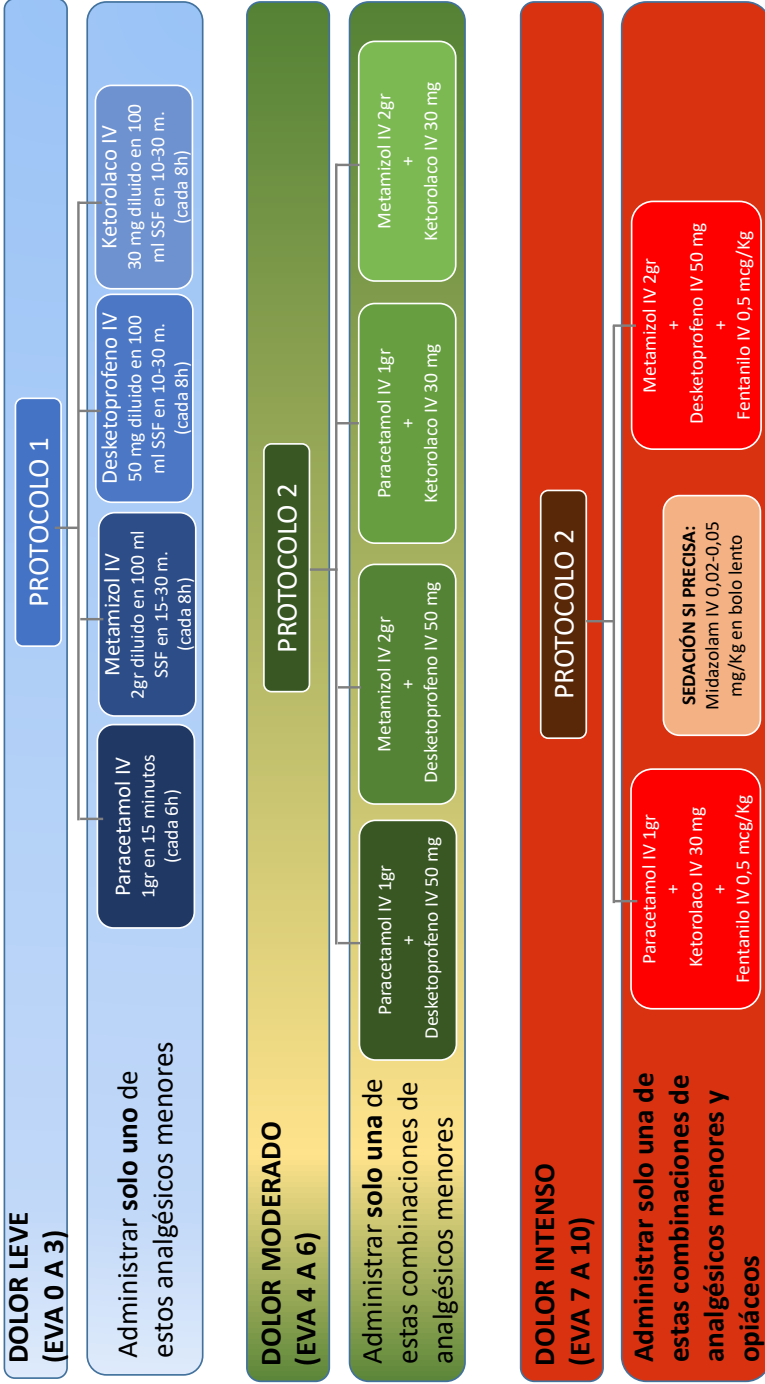 DOLOR LEVE
(EVA 0 A 3)
PROTOCOLO 1
Administrar solo uno de
estos analgésicos menores
Paracetamol IV
1gr en 15 minutos
(cada 6h)
Metamizol IV
2gr diluido en 100 ml
SSF en 15-30 m.
(cada 8h)
Desketoprofeno IV
50 mg diluido en 100
ml SSF en 10-30 m.
(cada 8h)
Ketorolaco IV
30 mg diluido en 100
ml SSF en 10-30 m.
(cada 8h)
DOLOR MODERADO
(EVA 4 A 6)
PROTOCOLO 2
Administrar solo una de
estas combinaciones de
analgésicos menores
Paracetamol IV 1gr
+
Desketoprofeno IV 50 mg
Metamizol IV 2gr
+
Desketoprofeno IV 50 mg
Paracetamol IV 1gr
+
Ketorolaco IV 30 mg
Metamizol IV 2gr
+
Ketorolaco IV 30 mg
DOLOR INTENSO
(EVA 7 A 10)
PROTOCOLO 2
Administrar solo una de
estas combinaciones de
analgésicos menores y
opiáceos
Paracetamol IV 1gr
+
Ketorolaco IV 30 mg
+
Fentanilo IV 0,5 mcg/Kg
SEDACIÓN SI PRECISA:
Midazolam IV 0,02-0,05
mg/Kg en bolo lento
Metamizol IV 2gr
+
Desketoprofeno IV 50 mg
+
Fentanilo IV 0,5 mcg/Kg